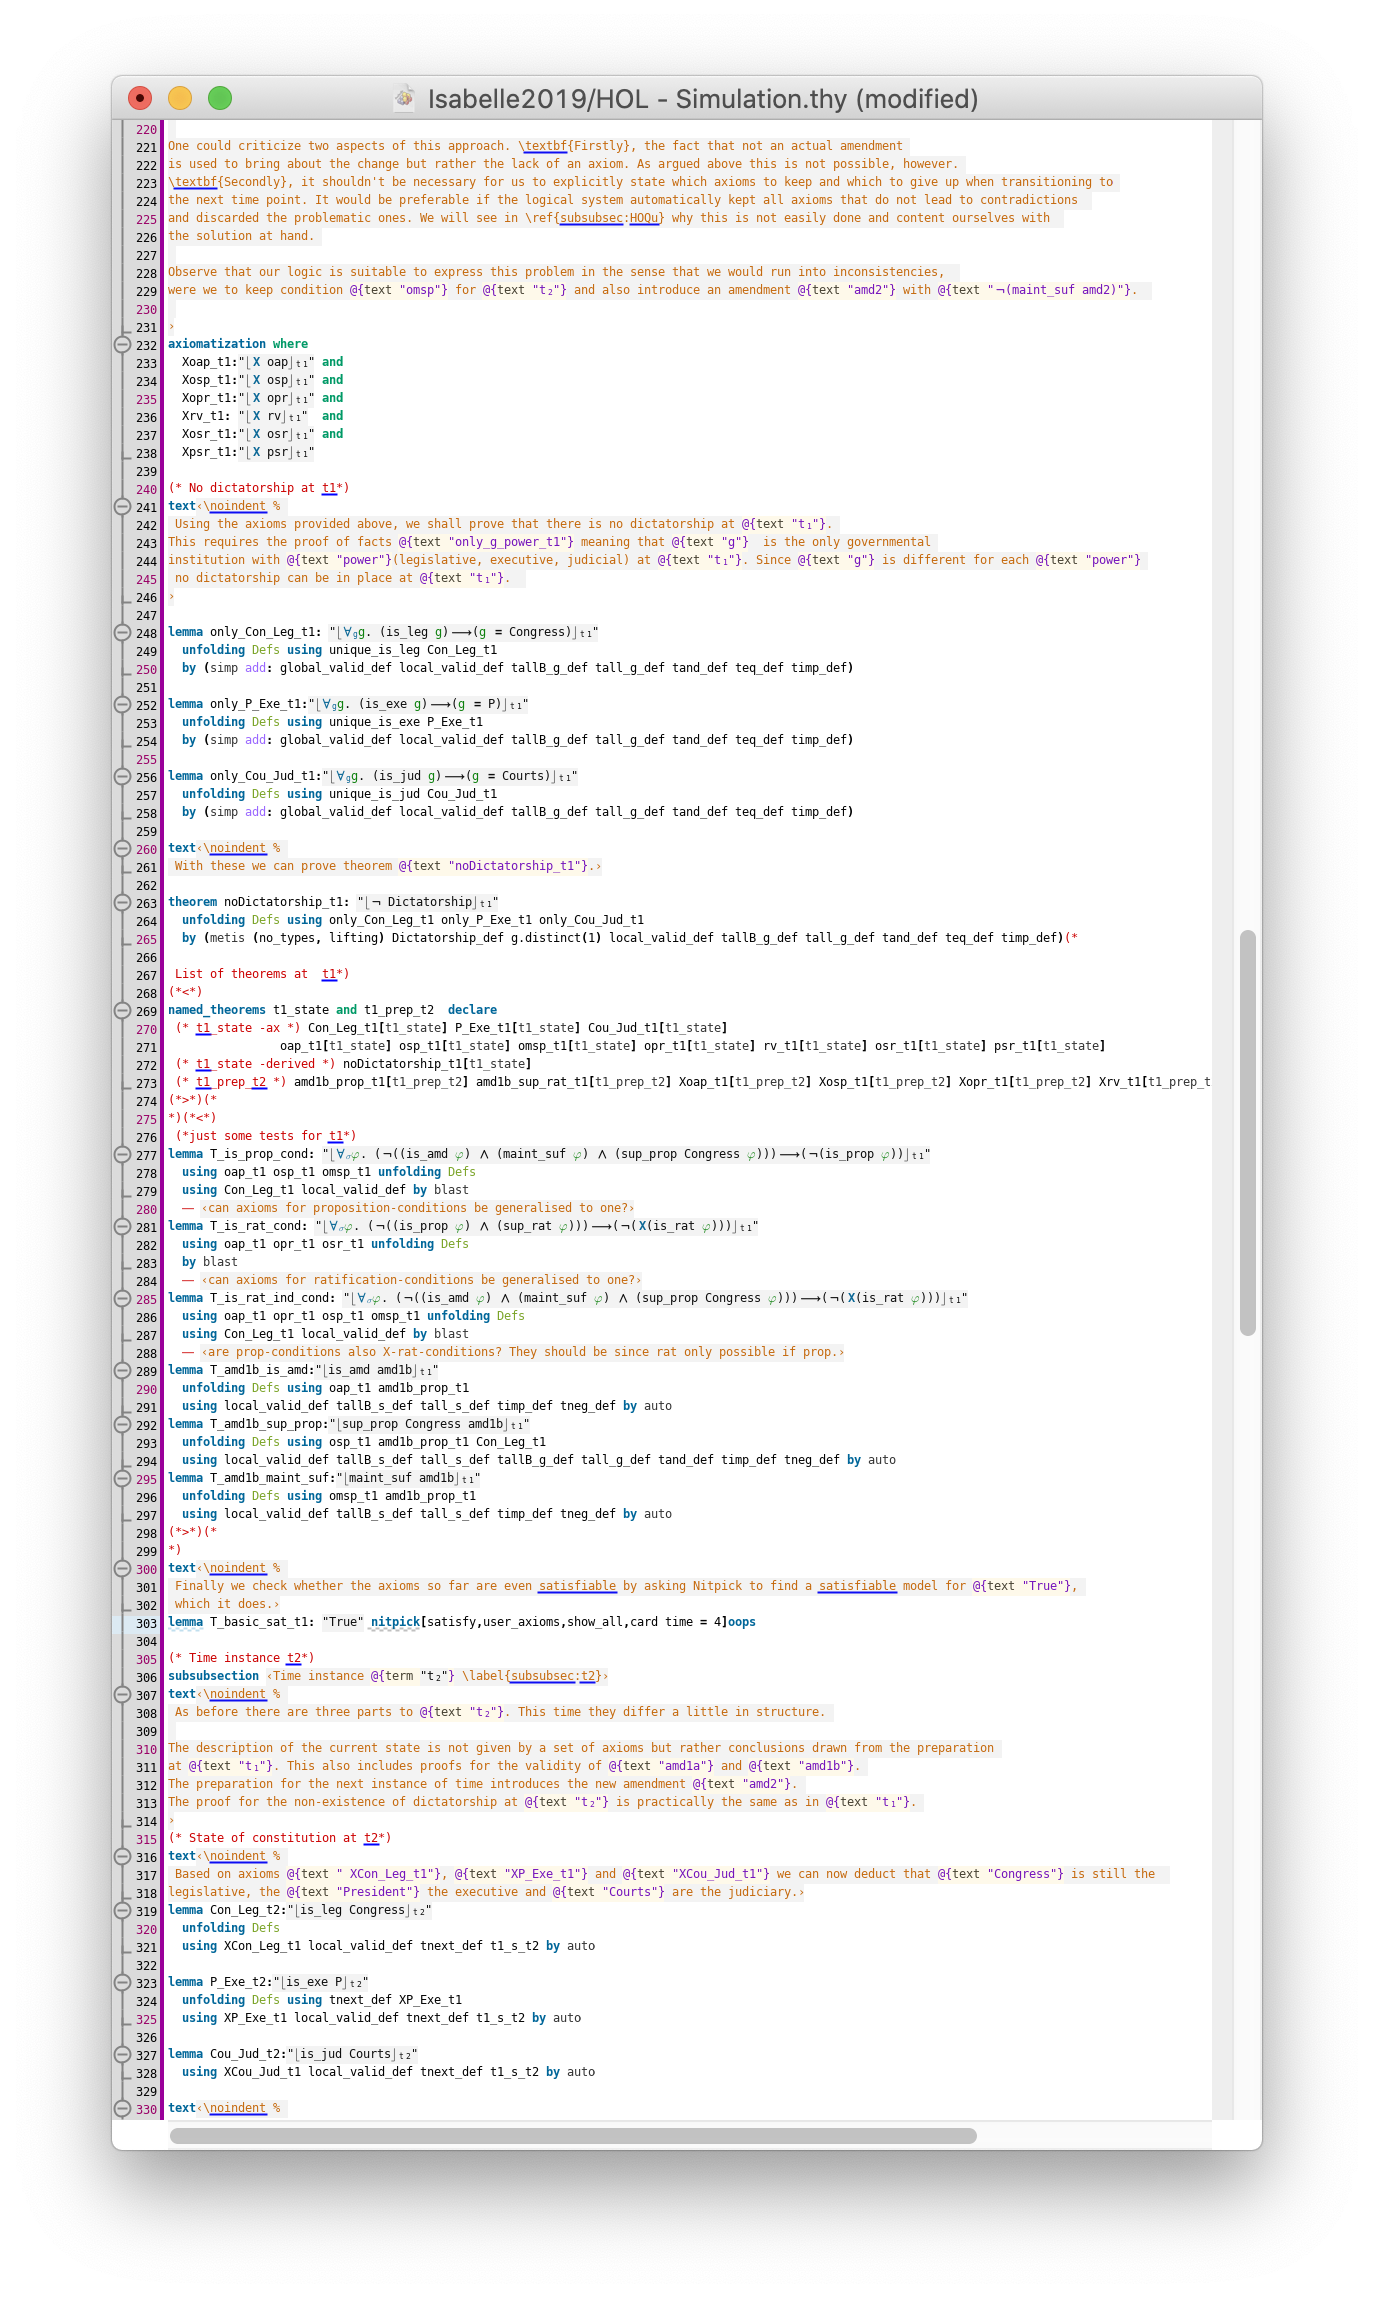 Isabelle2019/HOL - Simulation.thy (modified)
220
221 One could criticize two aspects of this approach. \textbf{Firstly}, the fact that not an actual amendment
222 is used to bring about the change but rather the lack of an axiom. As argued above this is not possible, however.
223 \textbf{Secondly}, it shouldn't be necessary for us to explicitly state which axioms to keep and which to give up when transitioning to
224 the next time point. It would be preferable if the logical system automatically kept all axioms that do not lead to contradictions
225 and discarded the problematic ones. We will see in \ref{subsubsec:HOQu} why this is not easily done and content ourselves with
226 the solution at hand.
227
228 Observe that our logic is suitable to express this problem in the sense that we would run into inconsistencies,
229 were we to keep condition @{text "omsp"} for @{text "t₂"} and also introduce an amendment @{text "amd2"} with @{text "¬(maint_suf amd2)"}.
230
231 ›
232 axiomatization where
233 Xoap_t1:"⌊X oap⌋ₜ₁" and
234 Xosp_t1:"⌊X osp⌋ₜ₁" and
235 Xopr_t1:"⌊X opr⌋ₜ₁" and
236 Xrv_t1: "⌊X rv⌋ₜ₁" and
237 Xosr_t1:"⌊X osr⌋ₜ₁" and
238 Xpsr_t1:"⌊X psr⌋ₜ₁"
239
240 (* No dictatorship at t1*)
241 text‹\noindent %
242 Using the axioms provided above, we shall prove that there is no dictatorship at @{text "t₁"}.
243 This requires the proof of facts @{text "only_g_power_t1"} meaning that @{text "g"} is the only governmental
244 institution with @{text "power"}(legislative, executive, judicial) at @{text "t₁"}. Since @{text "g"} is different for each @{text "power"}
245 no dictatorship can be in place at @{text "t₁"}.
246 ›
247
248 lemma only_Con_Leg_t1: "⌊∀gg. (is_leg g)⟶(g = Congress)⌋ₜ₁"
249 unfolding Defs using unique_is_leg Con_Leg_t1
250 by (simp add: global_valid_def local_valid_def tallB_g_def tall_g_def tand_def teq_def timp_def)
251
252 lemma only_P_Exe_t1:"⌊∀gg. (is_exe g)⟶(g = P)⌋ₜ₁"
253 unfolding Defs using unique_is_exe P_Exe_t1
254 by (simp add: global_valid_def local_valid_def tallB_g_def tall_g_def tand_def teq_def timp_def)
255
256 lemma only_Cou_Jud_t1:"⌊∀gg. (is_jud g)⟶(g = Courts)⌋ₜ₁"
257 unfolding Defs using unique_is_jud Cou_Jud_t1
258 by (simp add: global_valid_def local_valid_def tallB_g_def tall_g_def tand_def teq_def timp_def)
259
260 text‹\noindent %
261 With these we can prove theorem @{text "noDictatorship_t1"}.›
262
263 theorem noDictatorship_t1: "⌊¬ Dictatorship⌋ₜ₁"
264 unfolding Defs using only_Con_Leg_t1 only_P_Exe_t1 only_Cou_Jud_t1
265 by (metis (no_types, lifting) Dictatorship_def g.distinct(1) local_valid_def tallB_g_def tall_g_def tand_def teq_def timp_def)(*
266
267 List of theorems at t1*)
268 (*<*)
269 named_theorems t1_state and t1_prep_t2 declare
270 (* t1_state -ax *) Con_Leg_t1[t1_state] P_Exe_t1[t1_state] Cou_Jud_t1[t1_state]
271 oap_t1[t1_state] osp_t1[t1_state] omsp_t1[t1_state] opr_t1[t1_state] rv_t1[t1_state] osr_t1[t1_state] psr_t1[t1_state]
272 (* t1_state -derived *) noDictatorship_t1[t1_state]
273 (* t1_prep_t2 *) amd1b_prop_t1[t1_prep_t2] amd1b_sup_rat_t1[t1_prep_t2] Xoap_t1[t1_prep_t2] Xosp_t1[t1_prep_t2] Xopr_t1[t1_prep_t2] Xrv_t1[t1_prep_t
274 (*>*)(*
275 *)(*<*)
276 (*just some tests for t1*)
277 lemma T_is_prop_cond: "⌊∀σφ. (¬((is_amd φ) ∧ (maint_suf φ) ∧ (sup_prop Congress φ)))⟶(¬(is_prop φ))⌋ₜ₁"
278 using oap_t1 osp_t1 omsp_t1 unfolding Defs
279 using Con_Leg_t1 local_valid_def by blast
280 — ‹can axioms for proposition-conditions be generalised to one?›
281 lemma T_is_rat_cond: "⌊∀σφ. (¬((is_prop φ) ∧ (sup_rat φ)))⟶(¬(X(is_rat φ)))⌋ₜ₁"
282 using oap_t1 opr_t1 osr_t1 unfolding Defs
283 by blast
284 — ‹can axioms for ratification-conditions be generalised to one?›
285 lemma T_is_rat_ind_cond: "⌊∀σφ. (¬((is_amd φ) ∧ (maint_suf φ) ∧ (sup_prop Congress φ)))⟶(¬(X(is_rat φ)))⌋ₜ₁"
286 using oap_t1 opr_t1 osp_t1 omsp_t1 unfolding Defs
287 using Con_Leg_t1 local_valid_def by blast
288 — ‹are prop-conditions also X-rat-conditions? They should be since rat only possible if prop.›
289 lemma T_amd1b_is_amd:"⌊is_amd amd1b⌋ₜ₁"
290 unfolding Defs using oap_t1 amd1b_prop_t1
291 using local_valid_def tallB_s_def tall_s_def timp_def tneg_def by auto
292 lemma T_amd1b_sup_prop:"⌊sup_prop Congress amd1b⌋ₜ₁"
293 unfolding Defs using osp_t1 amd1b_prop_t1 Con_Leg_t1
294 using local_valid_def tallB_s_def tall_s_def tallB_g_def tall_g_def tand_def timp_def tneg_def by auto
295 lemma T_amd1b_maint_suf:"⌊maint_suf amd1b⌋ₜ₁"
296 unfolding Defs using omsp_t1 amd1b_prop_t1
297 using local_valid_def tallB_s_def tall_s_def timp_def tneg_def by auto
298 (*>*)(*
299 *)
300 text‹\noindent %
301 Finally we check whether the axioms so far are even satisfiable by asking Nitpick to find a satisfiable model for @{text "True"},
302 which it does.›
303 lemma T_basic_sat_t1: "True" nitpick[satisfy,user_axioms,show_all,card time = 4]oops
304
305 (* Time instance t2*)
306 subsubsection ‹Time instance @{term "t₂"} \label{subsubsec:t2}›
307 text‹\noindent %
308 As before there are three parts to @{text "t₂"}. This time they differ a little in structure.
309
310 The description of the current state is not given by a set of axioms but rather conclusions drawn from the preparation
311 at @{text "t₁"}. This also includes proofs for the validity of @{text "amd1a"} and @{text "amd1b"}.
312 The preparation for the next instance of time introduces the new amendment @{text "amd2"}.
313 The proof for the non-existence of dictatorship at @{text "t₂"} is practically the same as in @{text "t₁"}.
314 ›
315 (* State of constitution at t2*)
316 text‹\noindent %
317 Based on axioms @{text " XCon_Leg_t1"}, @{text "XP_Exe_t1"} and @{text "XCou_Jud_t1"} we can now deduct that @{text "Congress"} is still the
318 legislative, the @{text "President"} the executive and @{text "Courts"} are the judiciary.›
319 lemma Con_Leg_t2:"⌊is_leg Congress⌋ₜ₂"
320 unfolding Defs
321 using XCon_Leg_t1 local_valid_def tnext_def t1_s_t2 by auto
322
323 lemma P_Exe_t2:"⌊is_exe P⌋ₜ₂"
324 unfolding Defs using tnext_def XP_Exe_t1
325 using XP_Exe_t1 local_valid_def tnext_def t1_s_t2 by auto
326
327 lemma Cou_Jud_t2:"⌊is_jud Courts⌋ₜ₂"
328 using XCou_Jud_t1 local_valid_def tnext_def t1_s_t2 by auto
329
330 text‹\noindent %